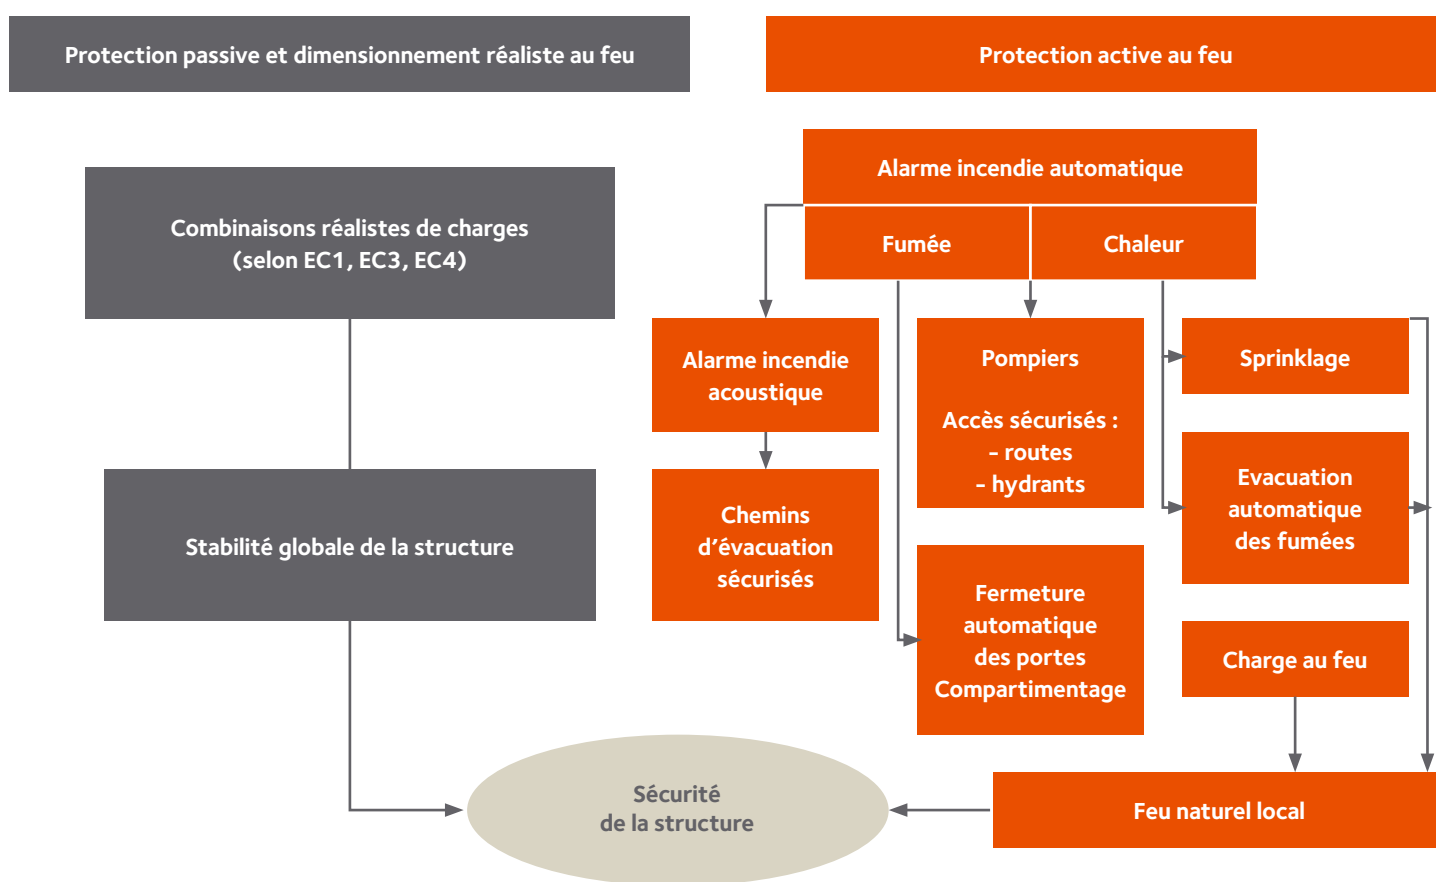 Protection passive et dimensionnement réaliste au feu
Protection active au feu
Combinaisons réalistes de charges
(selon EC1, EC3, EC4)
Stabilité globale de la structure
Alarme incendie automatique
Fumée
Chaleur
Alarme incendie
acoustique
Chemins
d’évacuation
sécurisés
Pompiers
Accès sécurisés :
- routes
- hydrants
Fermeture
automatique
des portes
Compartimentage
Sprinklage
Evacuation
automatique
des fumées
Charge au feu
Feu naturel local
Sécurité
de la structure